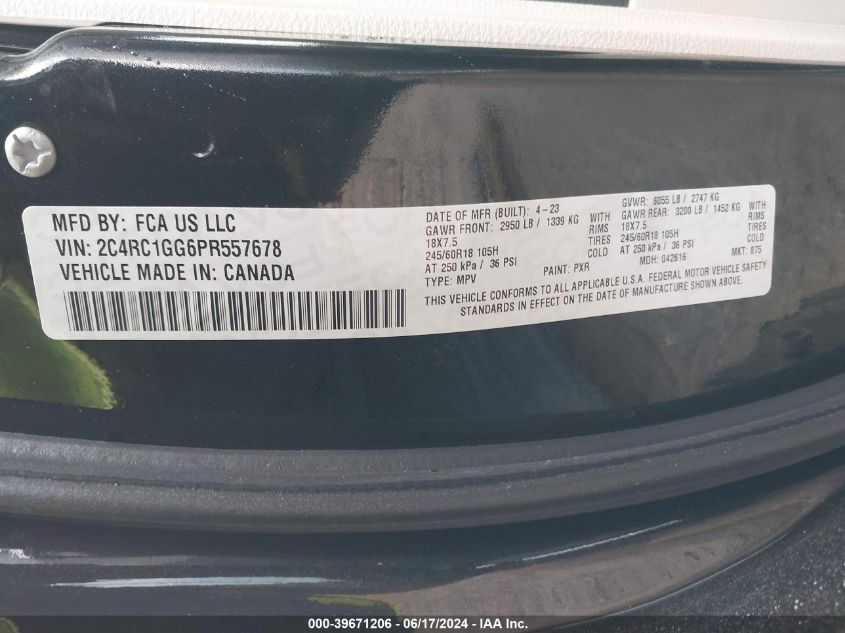 MFD BY: FCA US LLC
VIN: 2C4RC1GG6PR557678
VEHICLE MADE IN: CANADA
DATE OF MFR (BUILT): 4-23
GAWR FRONT: 2950 LB / 1339 KG
18X7.5 RIMS
245/60R18 105H TIRES
AT 250 kPa / 36 PSI COLD
TYPE: MPV
PAINT: PXR
GVWR: 6055 LB / 2747 KG
GAWR REAR: 3200 LB / 1452 KG
18X7.5 RIMS
245/60R18 105H TIRES
AT 250 kPa / 36 PSI COLD
MDH: 042616 MKT: 875
THIS VEHICLE CONFORMS TO ALL APPLICABLE U.S.A. FEDERAL MOTOR VEHICLE SAFETY
STANDARDS IN EFFECT ON THE DATE OF MANUFACTURE SHOWN ABOVE.
000-39671206 - 06/17/2024 - WWW.IAAI.COM